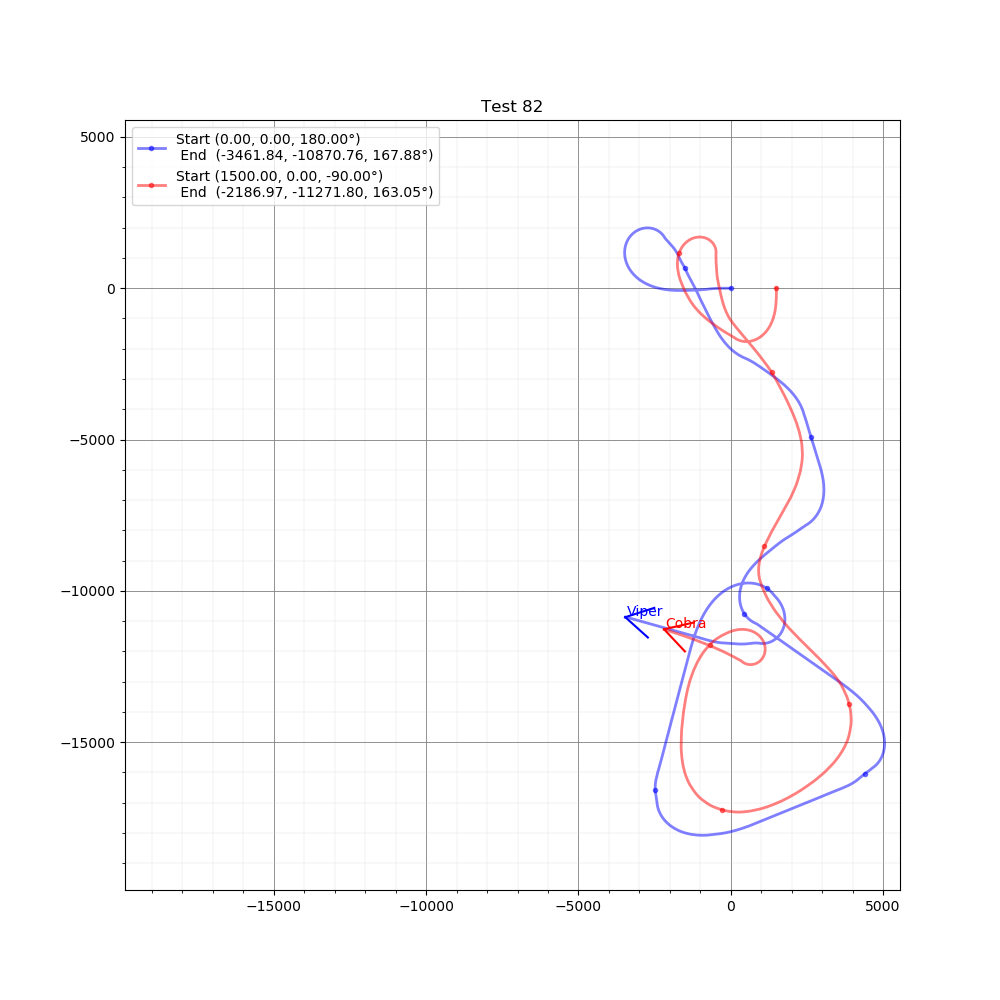 Test 82
Start (0.00, 0.00, 180.00°)
End (-3461.84, -10870.76, 167.88°)
Start (1500.00, 0.00, -90.00°)
End (-2186.97, -11271.80, 163.05°)
5000
0
−5000
−10000
−15000
Viper
Cobra
−15000
−10000
−5000
0
5000